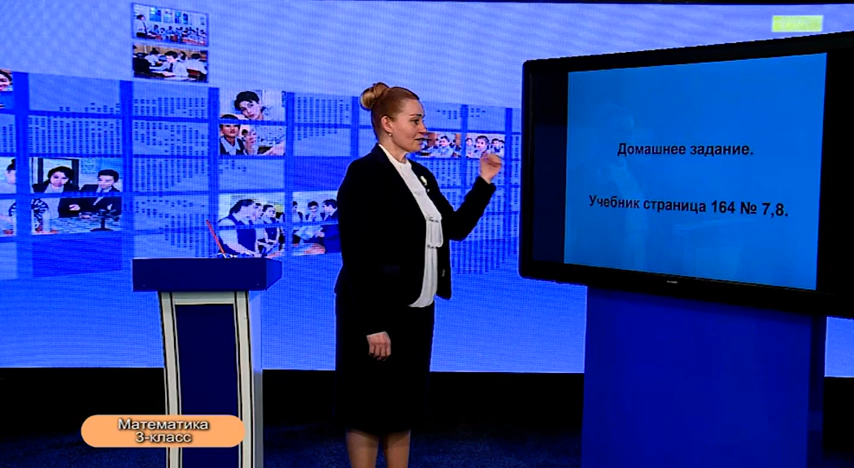 Домашнее задание.
Учебник страница 164 № 7,8.
Математика
3-класс